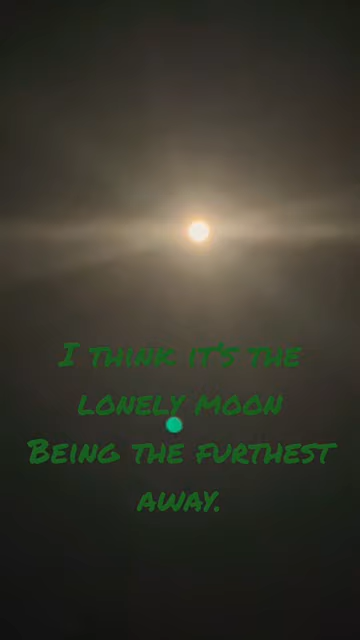 I think it's the
lonely moon
Being the furthest
away.